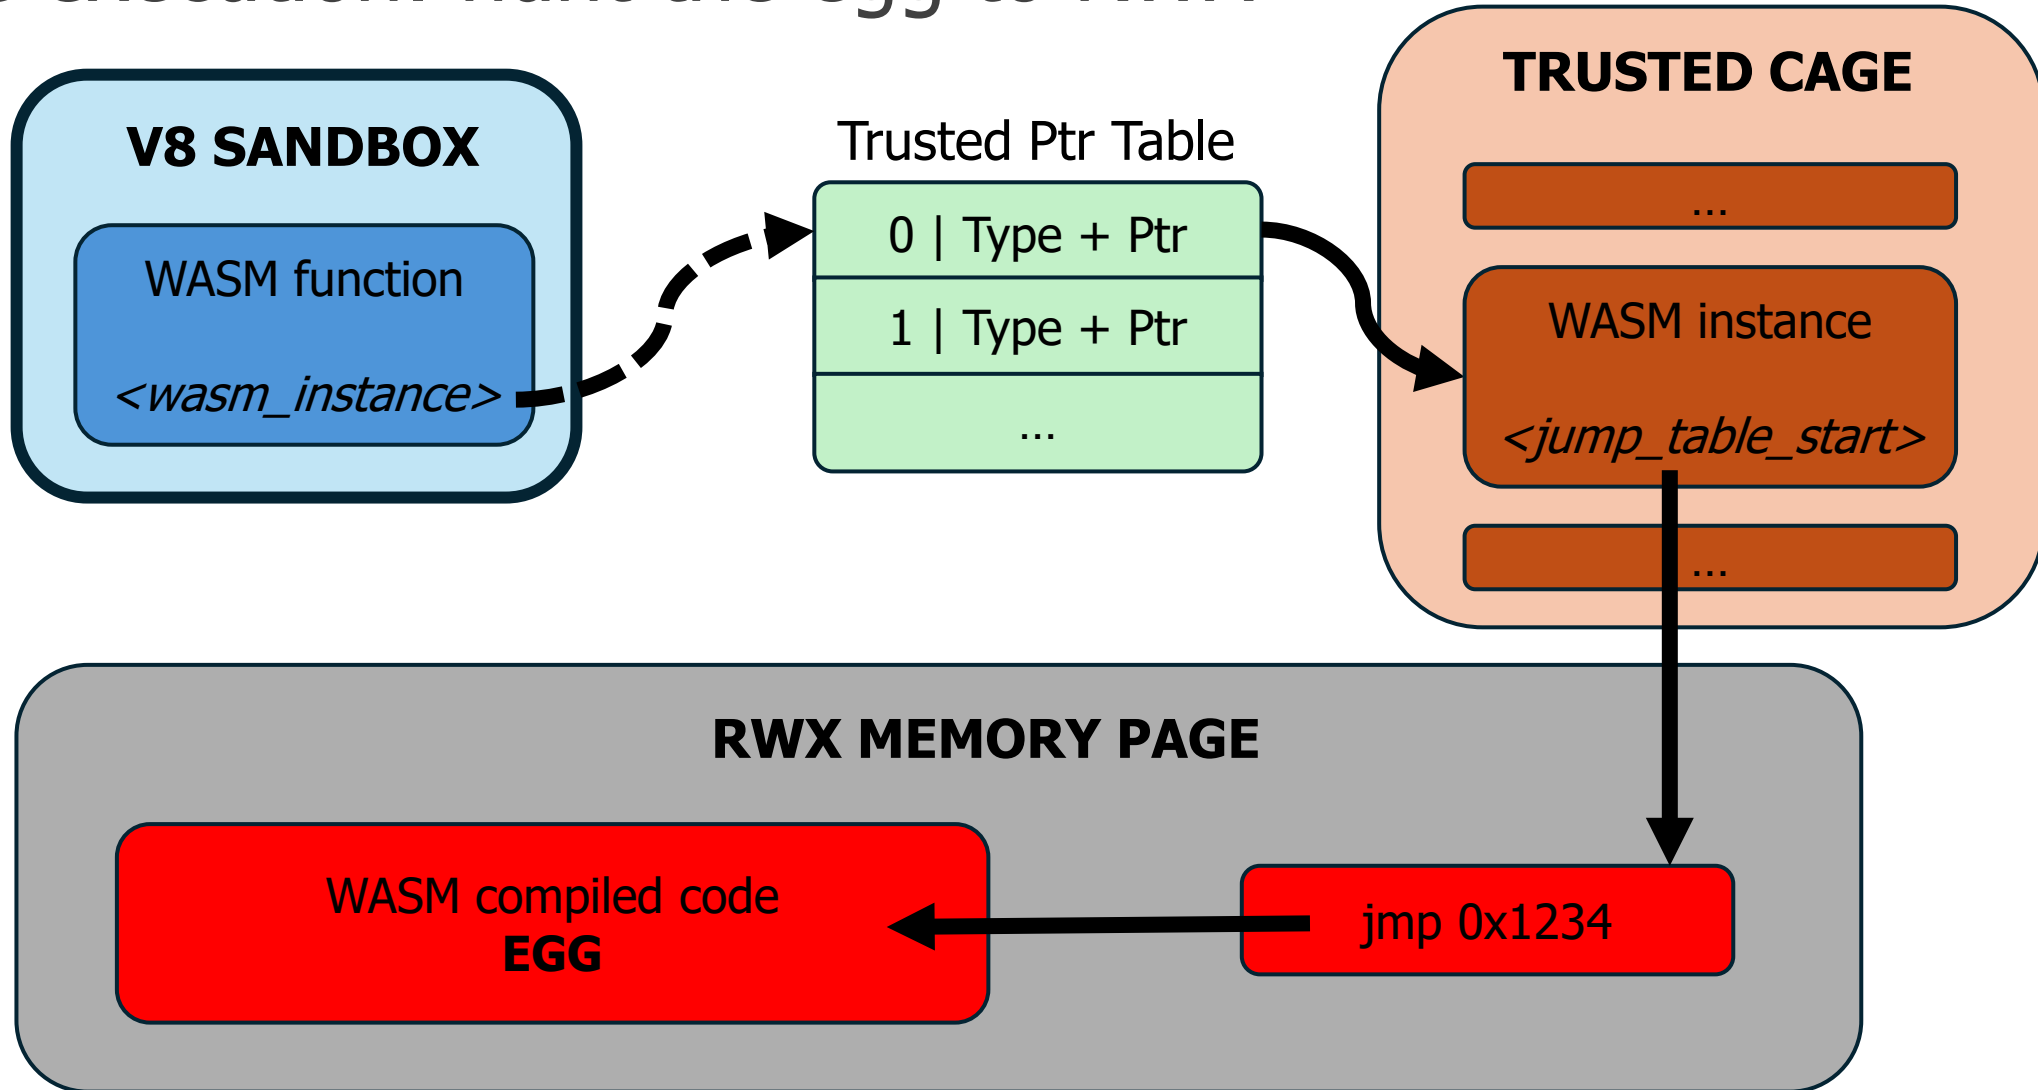 V8 SANDBOX
WASM function
<wasm_instance>
Trusted Ptr Table
0 | Type + Ptr
1 | Type + Ptr
...
TRUSTED CAGE
...
WASM instance
<jump_table_start>
...
RWX MEMORY PAGE
WASM compiled code
EGG
jmp 0x1234